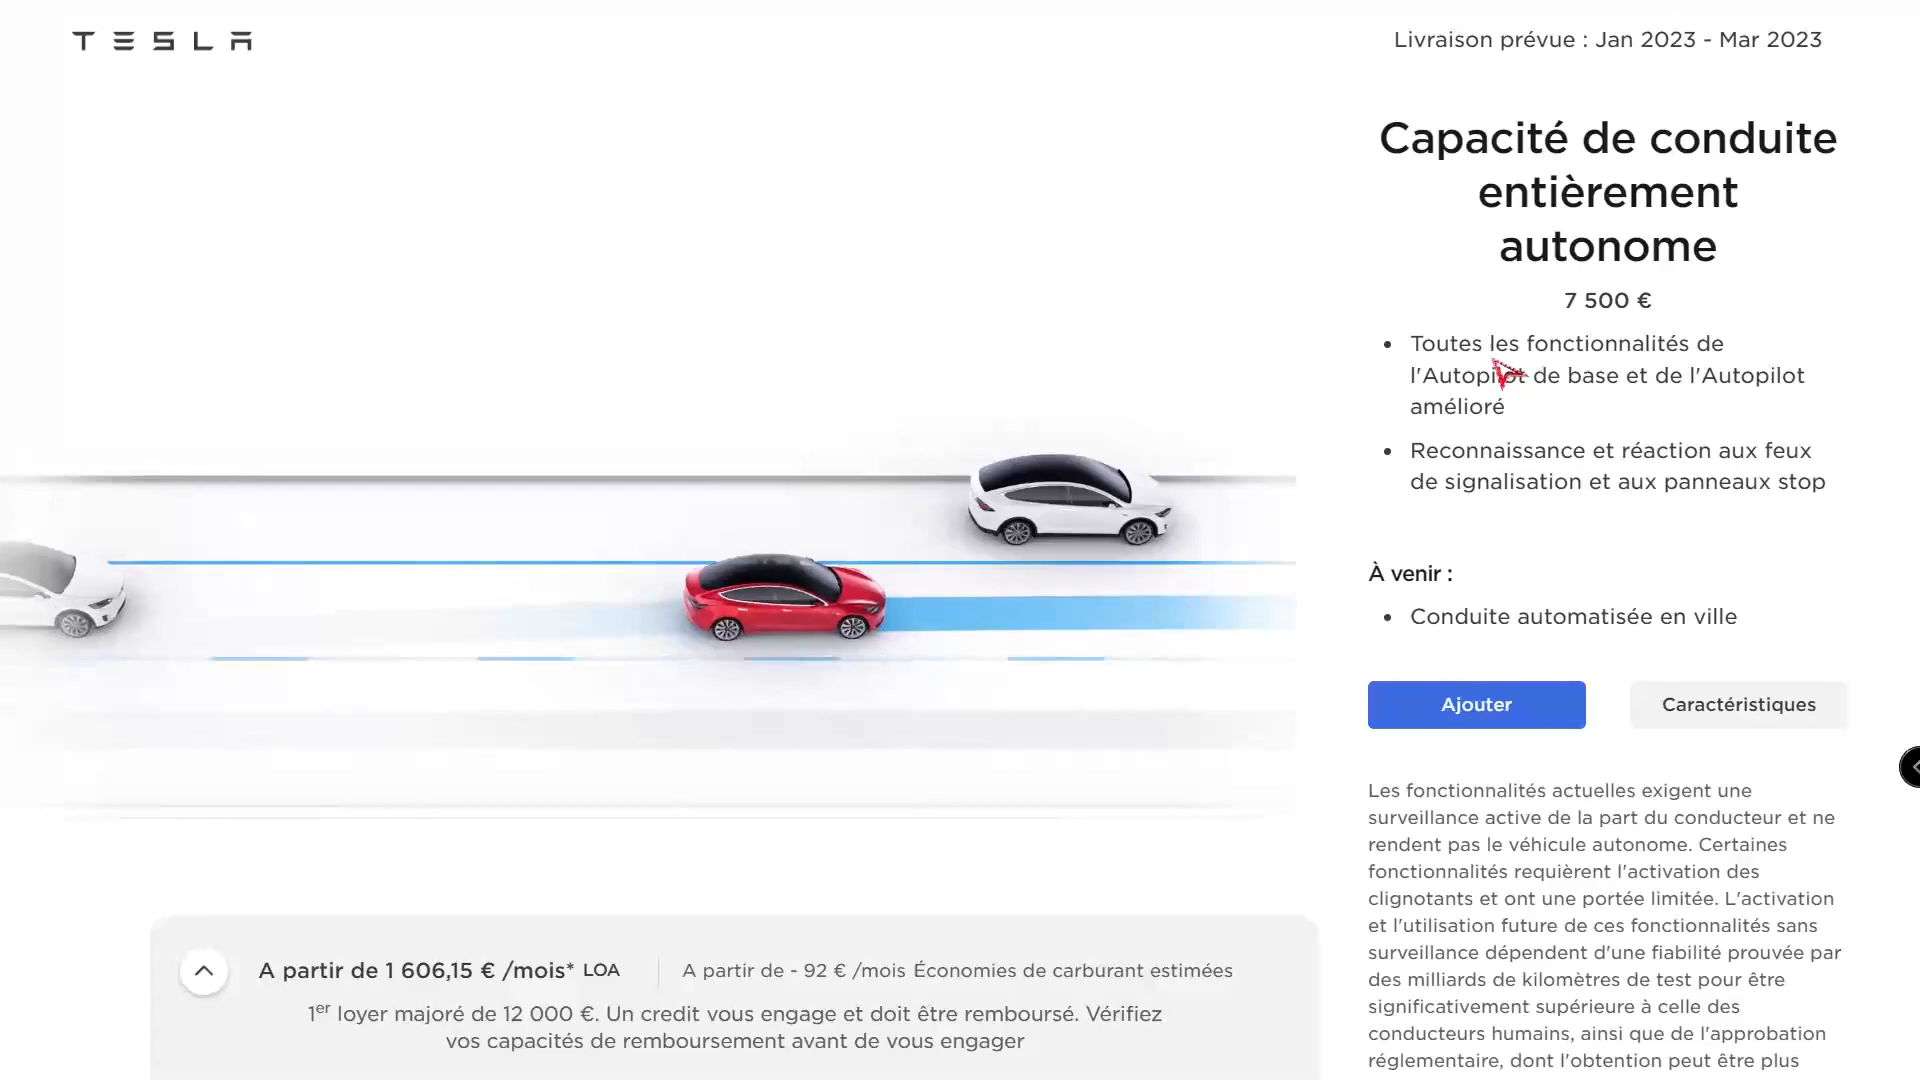 TESLA
Livraison prévue : Jan 2023 - Mar 2023
Capacité de conduite
entièrement
autonome
7 500 €
• Toutes les fonctionnalités de
l'Autopilot de base et de l'Autopilot
amélioré
• Reconnaissance et réaction aux feux
de signalisation et aux panneaux stop
À venir :
• Conduite automatisée en ville
Ajouter
Caractéristiques
Les fonctionnalités actuelles exigent une
surveillance active de la part du conducteur et ne
rendent pas le véhicule autonome. Certaines
fonctionnalités requièrent l'activation des
clignotants et ont une portée limitée. L'activation
et l'utilisation future de ces fonctionnalités sans
surveillance dépendent d'une fiabilité prouvée par
des milliards de kilomètres de test pour être
significativement supérieure à celle des
conducteurs humains, ainsi que de l'approbation
réglementaire, dont l'obtention peut être plus
A partir de 1 606,15 € /mois* LOA
A partir de - 92 € /mois Économies de carburant estimées
1er loyer majoré de 12 000 €. Un credit vous engage et doit être remboursé. Vérifiez
vos capacités de remboursement avant de vous engager